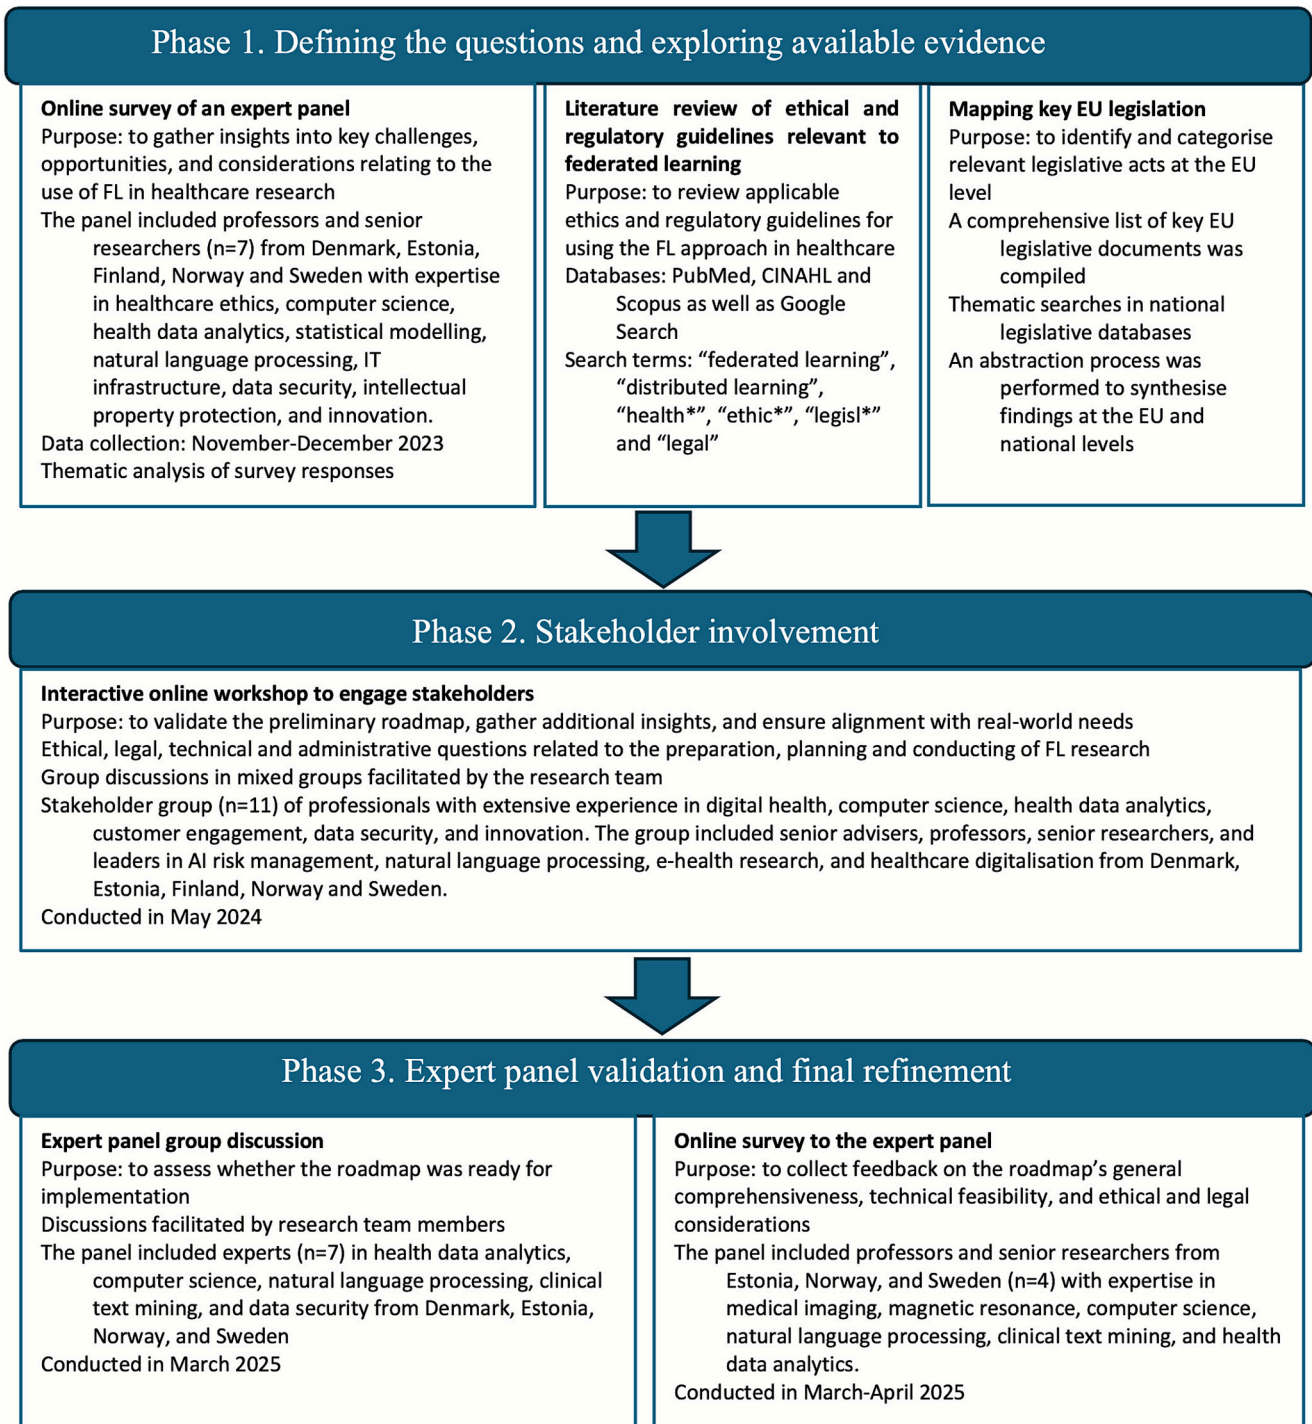 Phase 1. Defining the questions and exploring available evidence
Online survey of an expert panel
Purpose: to gather insights into key challenges,
opportunities, and considerations relating to the
use of FL in healthcare research
The panel included professors and senior
researchers (n=7) from Denmark, Estonia,
Finland, Norway and Sweden with expertise
in healthcare ethics, computer science,
health data analytics, statistical modelling,
natural language processing, IT
infrastructure, data security, intellectual
property protection, and innovation.
Data collection: November-December 2023
Thematic analysis of survey responses
Literature review of ethical and
regulatory guidelines relevant to
federated learning
Purpose: to review applicable
ethics and regulatory guidelines for
using the FL approach in healthcare
Databases: PubMed, CINAHL and
Scopus as well as Google
Search
Search terms: “federated learning”,
“distributed learning”,
“health*”, “ethic*”, “legisl*”
and “legal”
Mapping key EU legislation
Purpose: to identify and categorise
relevant legislative acts at the EU
level
A comprehensive list of key EU
legislative documents was
compiled
Thematic searches in national
legislative databases
An abstraction process was
performed to synthesise
findings at the EU and
national levels
Phase 2. Stakeholder involvement
Interactive online workshop to engage stakeholders
Purpose: to validate the preliminary roadmap, gather additional insights, and ensure alignment with real-world needs
Ethical, legal, technical and administrative questions related to the preparation, planning and conducting of FL research
Group discussions in mixed groups facilitated by the research team
Stakeholder group (n=11) of professionals with extensive experience in digital health, computer science, health data analytics,
customer engagement, data security, and innovation. The group included senior advisers, professors, senior researchers, and
leaders in AI risk management, natural language processing, e-health research, and healthcare digitalisation from Denmark,
Estonia, Finland, Norway and Sweden.
Conducted in May 2024
Phase 3. Expert panel validation and final refinement
Expert panel group discussion
Purpose: to assess whether the roadmap was ready for
implementation
Discussions facilitated by research team members
The panel included experts (n=7) in health data analytics,
computer science, natural language processing, clinical
text mining, and data security from Denmark, Estonia,
Norway, and Sweden
Conducted in March 2025
Online survey to the expert panel
Purpose: to collect feedback on the roadmap’s general
comprehensiveness, technical feasibility, and ethical and legal
considerations
The panel included professors and senior researchers from
Estonia, Norway, and Sweden (n=4) with expertise in
medical imaging, magnetic resonance, computer science,
natural language processing, clinical text mining, and health
data analytics.
Conducted in March-April 2025